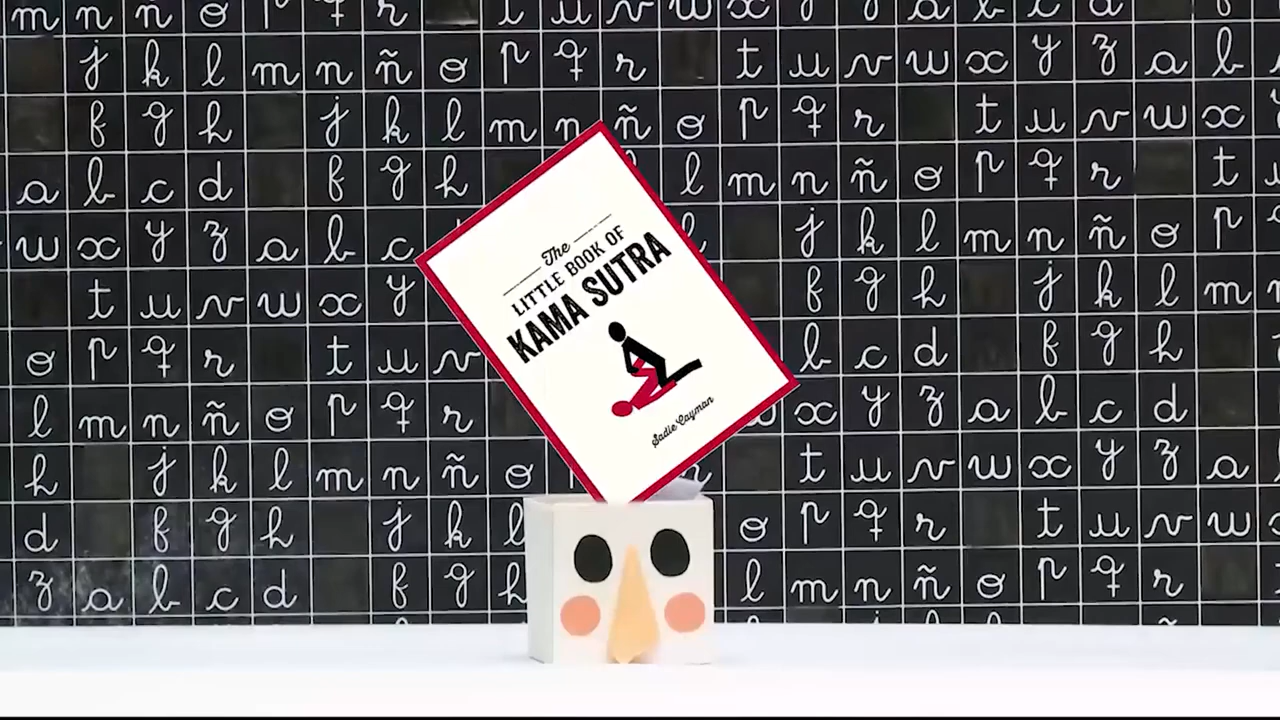 m n ñ o p q r t u v w x y z a b c d f
j k l m n ñ o p q r t u v w x y z a b
f g h j k l m n ñ o p q r t u v w x
a b c d f g h l m n ñ o p q r t u
w x y z a b c j k l m n ñ o p
t u v w x y f g h j k l m n
o p q r t u v b c d f g h
l m n ñ o p q r w x y z a b c d
h j k l m n ñ o t u v w x y z a
d f g h j k l o p q r t u v w
z a b c d f g h l m n ñ o p q r
The
LITTLE BOOK OF
KAMA SUTRA
Sadie Cayman